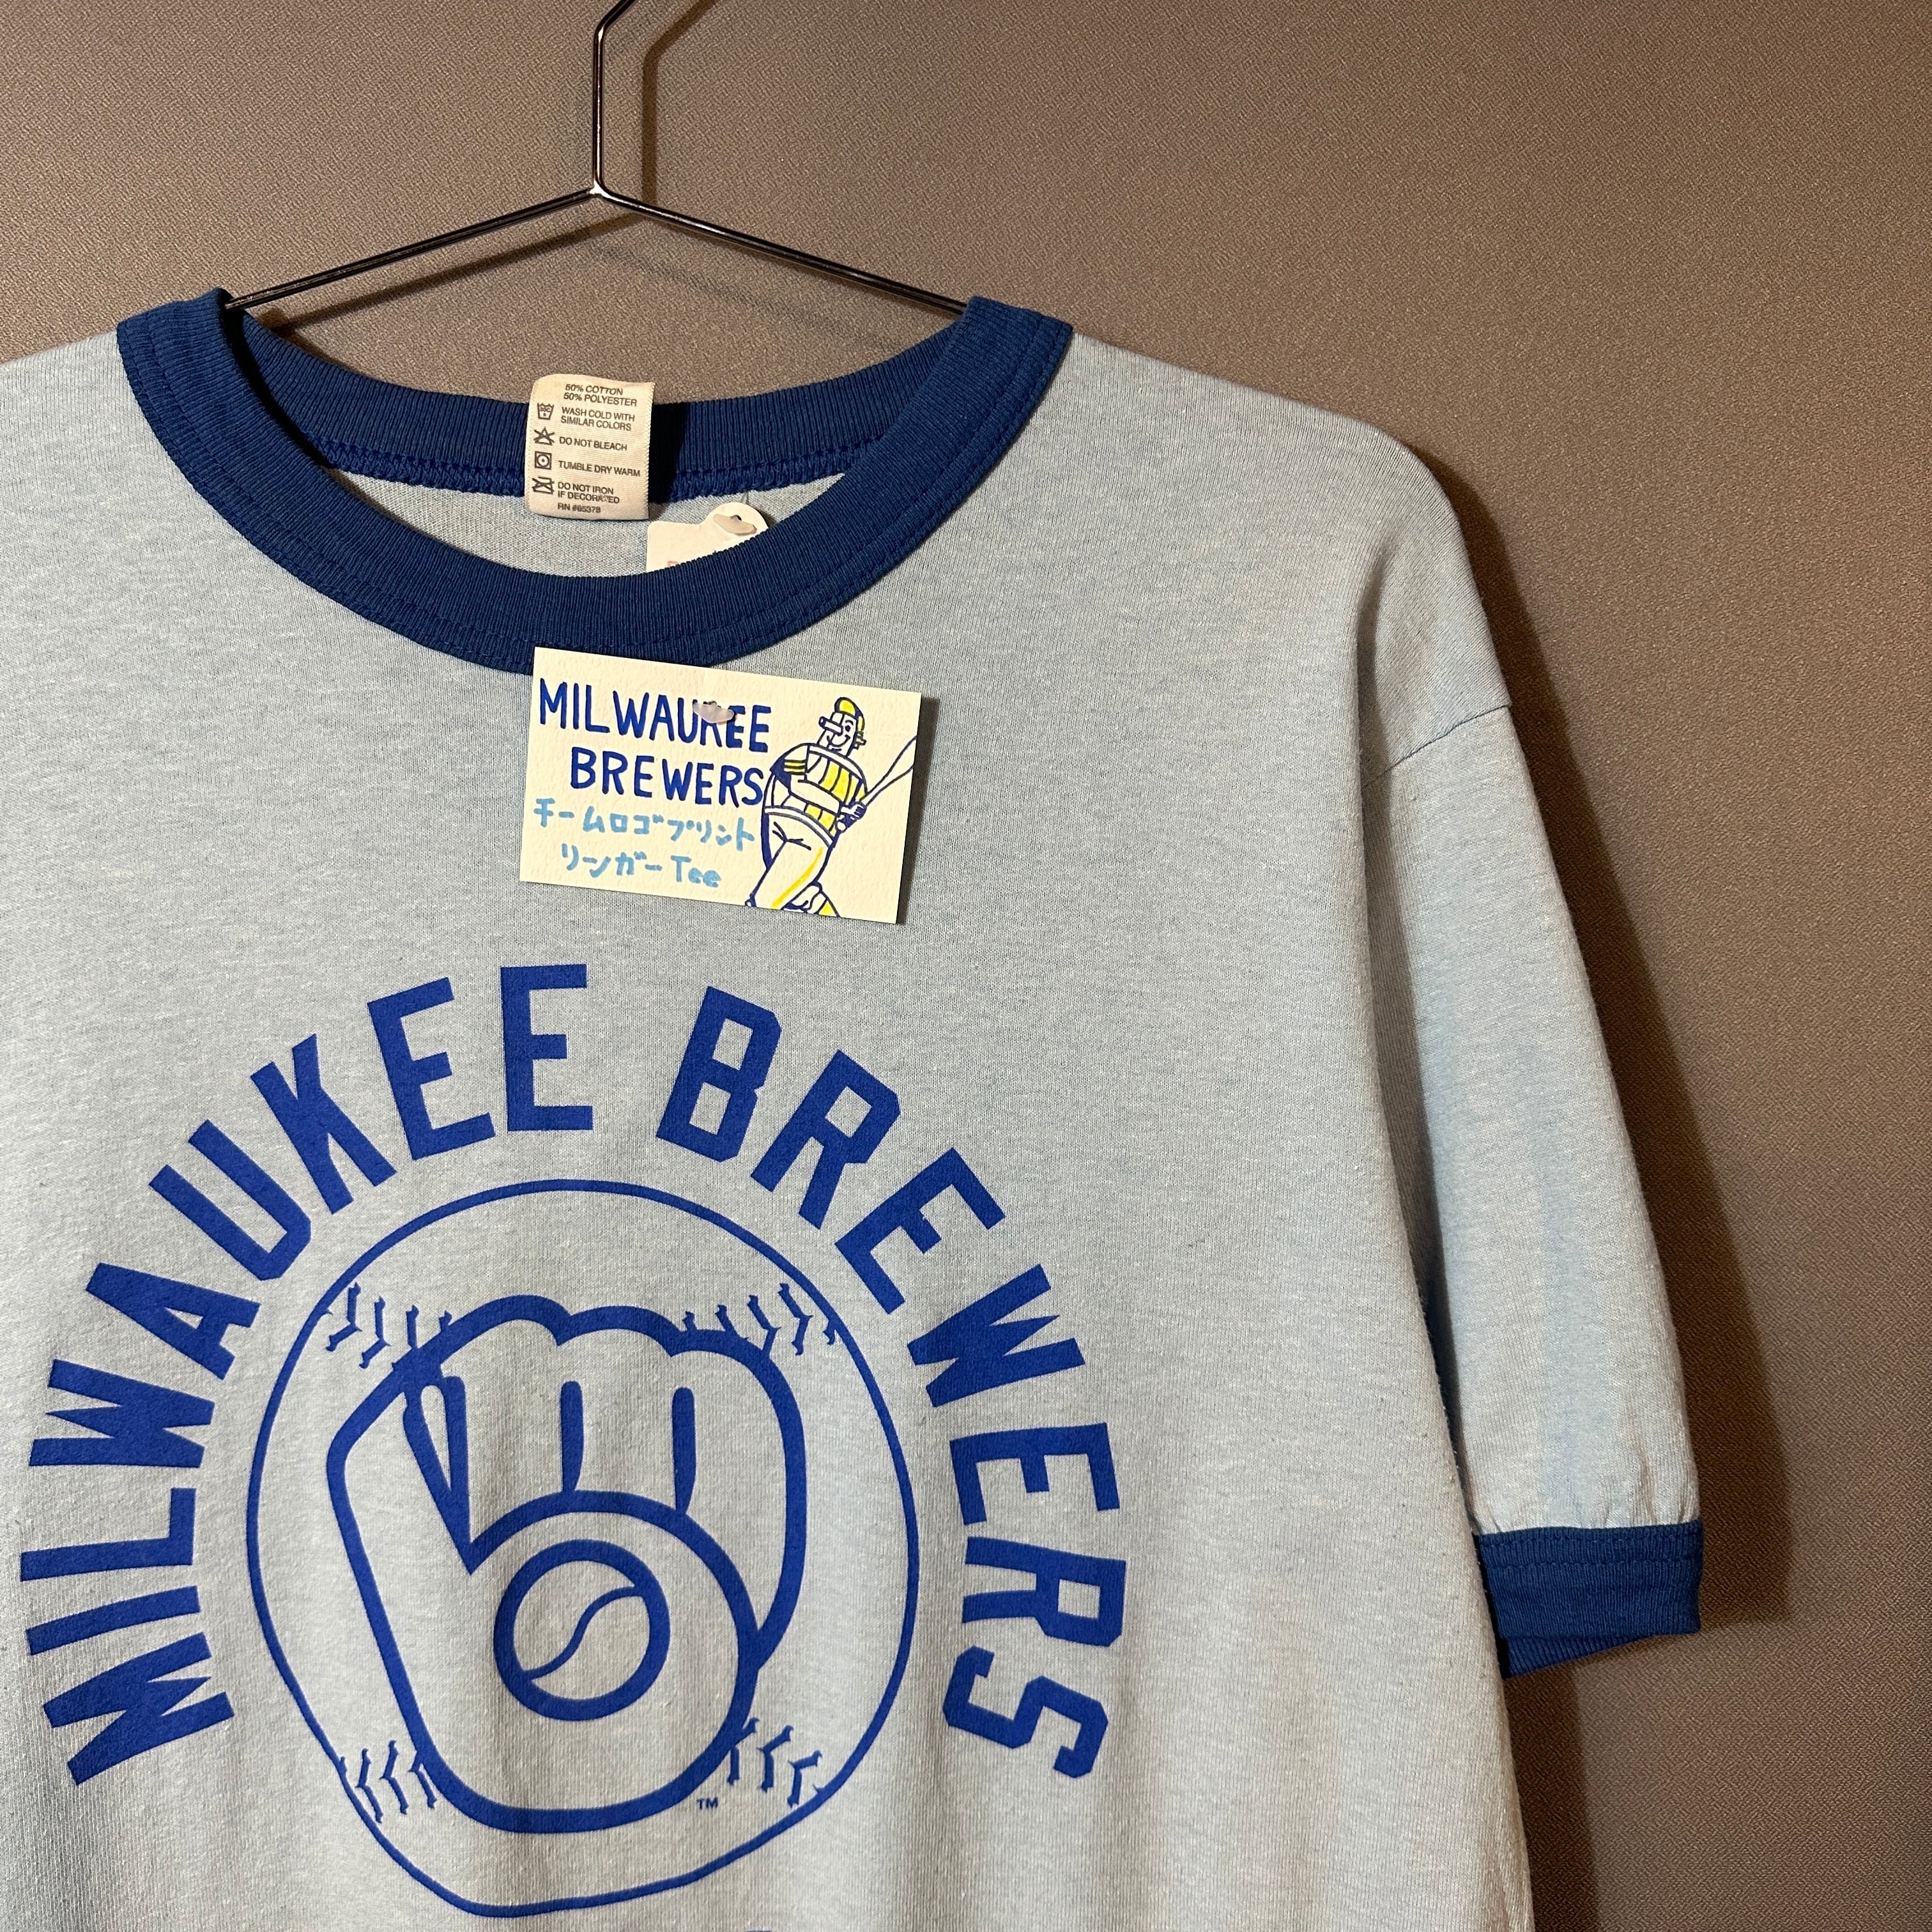 50% COTTON
50% POLYESTER
WASH COLD WITH
SIMILAR COLORS
DO NOT BLEACH
TUMBLE DRY WARM
DO NOT IRON
IF DECORATED
RN #65378
MILWAUKEE
BREWERS
チームロゴプリント
リンガーTee
MILWAUKEE BREWERS
TM